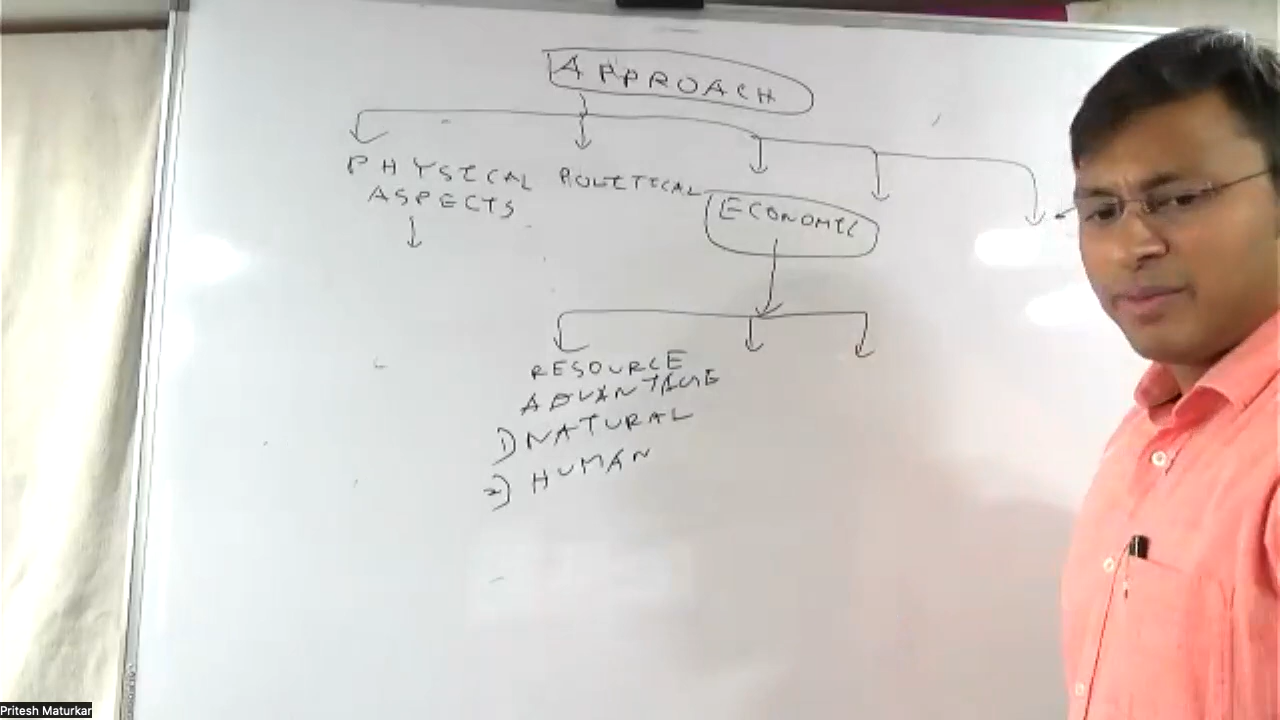 APPROACH
PHYSICAL
ASPECTS
POLITICAL
ECONOMIC
RESOURCE
ADVANTAGE
1) NATURAL
2) HUMAN
Pritesh Maturkar